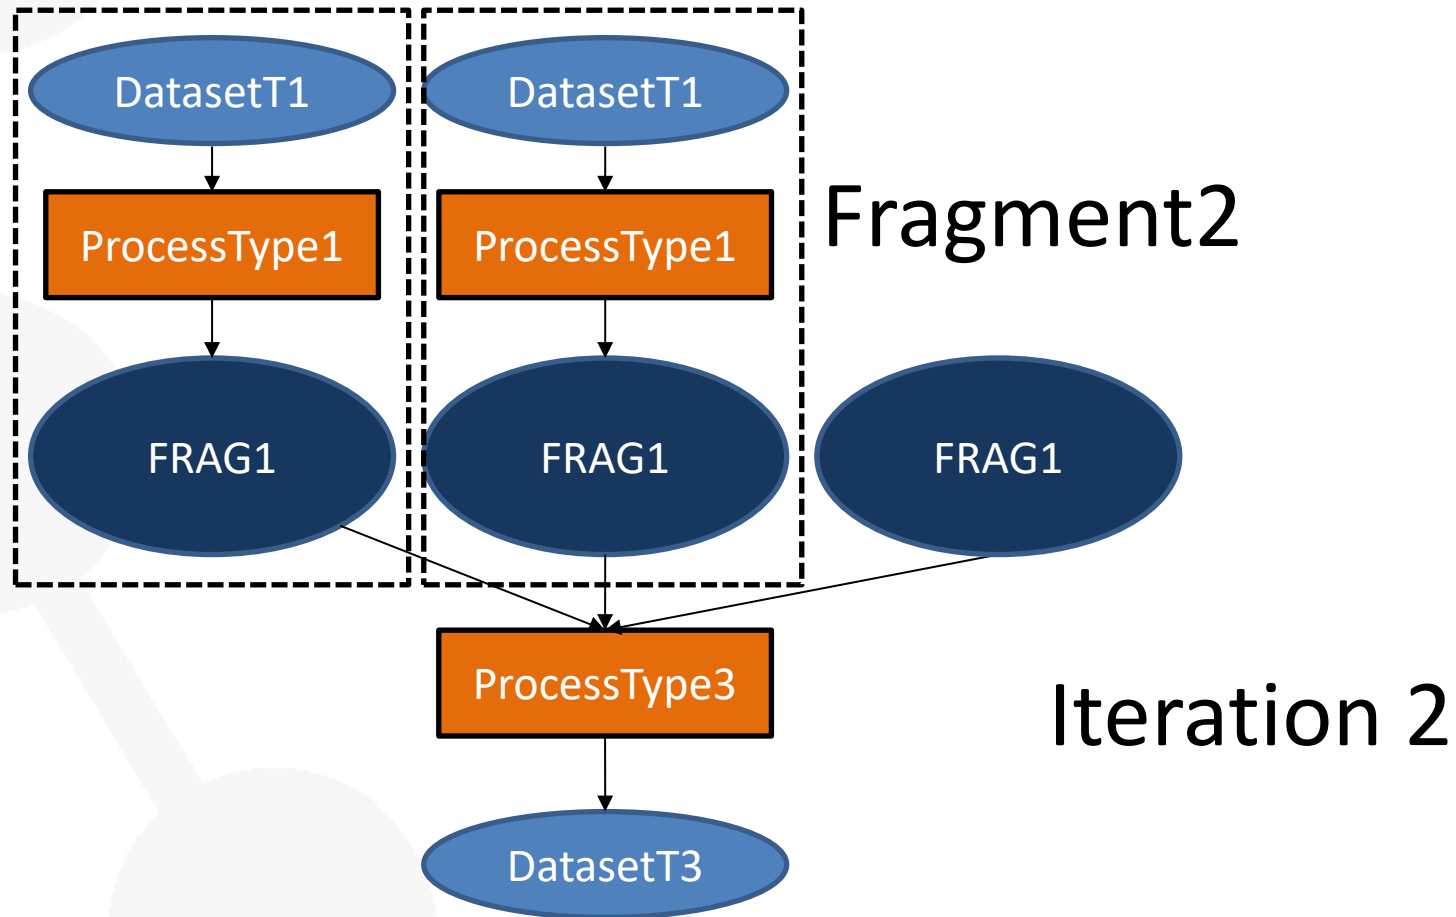 DatasetT1
DatasetT1
ProcessType1
ProcessType1
Fragment2
FRAG1
FRAG1
FRAG1
ProcessType3
Iteration 2
DatasetT3